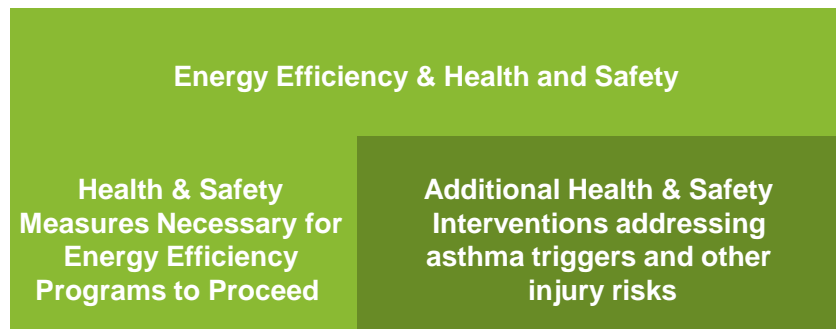 Energy Efficiency & Health and Safety
Health & Safety
Measures Necessary for
Energy Efficiency
Programs to Proceed
Additional Health & Safety
Interventions addressing
asthma triggers and other
injury risks